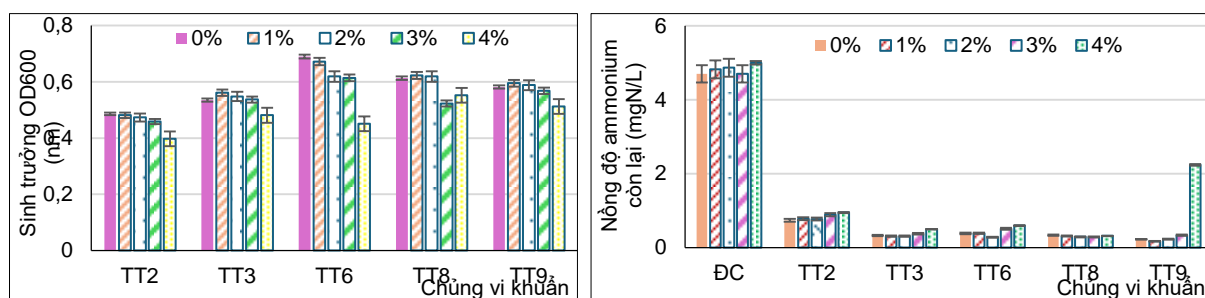 0,8
0,6
0,4
0,2
0
0% 1% 2% 3% 4%
Sinh trưởng OD600
(nm)
TT2 TT3 TT6 TT8 TT9
Chủng vi khuẩn
6
4
2
0
0% 1% 2% 3% 4%
Nồng độ ammonium
còn lại (mgN/L)
ĐC TT2 TT3 TT6 TT8 TT9
Chủng vi khuẩn